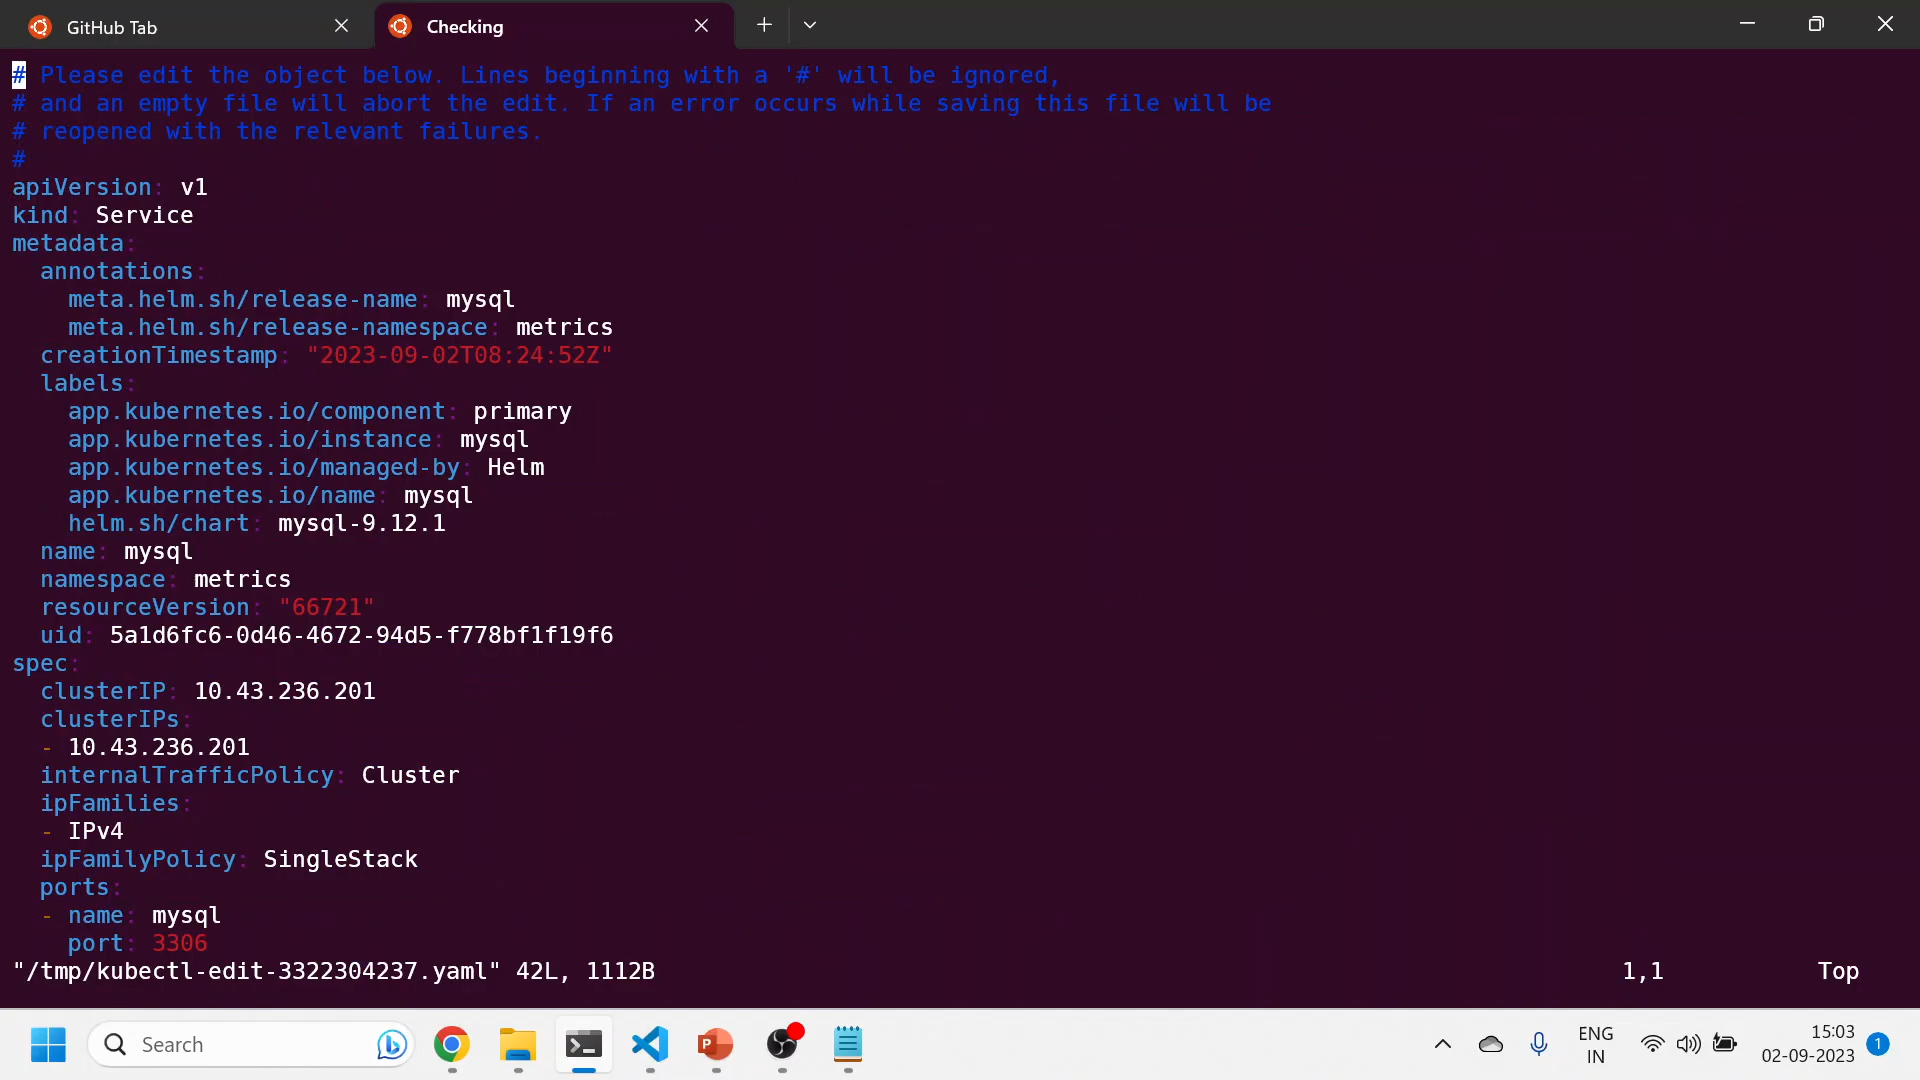 GitHub Tab
Checking
# Please edit the object below. Lines beginning with a '#' will be ignored,
# and an empty file will abort the edit. If an error occurs while saving this file will be
# reopened with the relevant failures.
#
apiVersion: v1
kind: Service
metadata:
  annotations:
    meta.helm.sh/release-name: mysql
    meta.helm.sh/release-namespace: metrics
  creationTimestamp: "2023-09-02T08:24:52Z"
  labels:
    app.kubernetes.io/component: primary
    app.kubernetes.io/instance: mysql
    app.kubernetes.io/managed-by: Helm
    app.kubernetes.io/name: mysql
    helm.sh/chart: mysql-9.12.1
  name: mysql
  namespace: metrics
  resourceVersion: "66721"
  uid: 5a1d6fc6-0d46-4672-94d5-f778bf1f19f6
spec:
  clusterIP: 10.43.236.201
  clusterIPs:
  - 10.43.236.201
  internalTrafficPolicy: Cluster
  ipFamilies:
  - IPv4
  ipFamilyPolicy: SingleStack
  ports:
  - name: mysql
    port: 3306
"/tmp/kubectl-edit-3322304237.yaml" 42L, 1112B 1,1 Top
Search
P
ENG
IN
15:03
02-09-2023
1